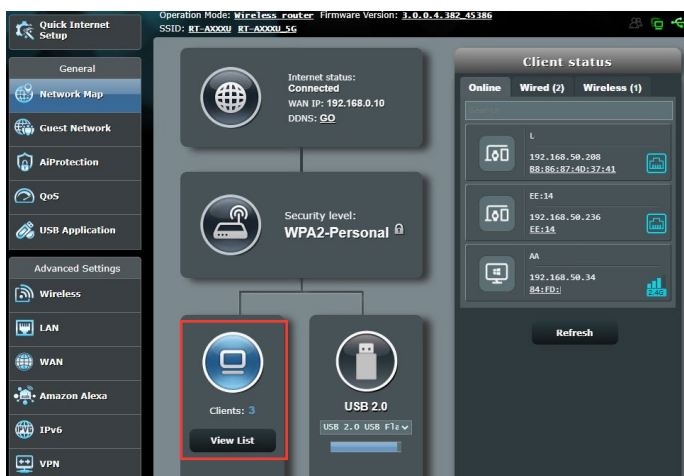 Quick Internet
Setup
Operation Mode: Wireless router Firmware Version: 3.0.0.4.382_45386
SSID: RT-AXXXU RT-AXXXU_5G
General
Network Map
Guest Network
AiProtection
QoS
USB Application
Advanced Settings
Wireless
LAN
WAN
Amazon Alexa
IPv6
VPN
Internet status:
Connected
WAN IP: 192.168.0.10
DDNS: GO
Security level:
WPA2-Personal
Clients: 3
View List
USB 2.0
USB 2.0 USB Fla
Client status
Online Wired (2) Wireless (1)
L
192.168.50.208
B8:86:87:4D:37:41
EE:14
192.168.50.236
EE:14
AA
192.168.50.34
84:FD:
2.4G
Refresh